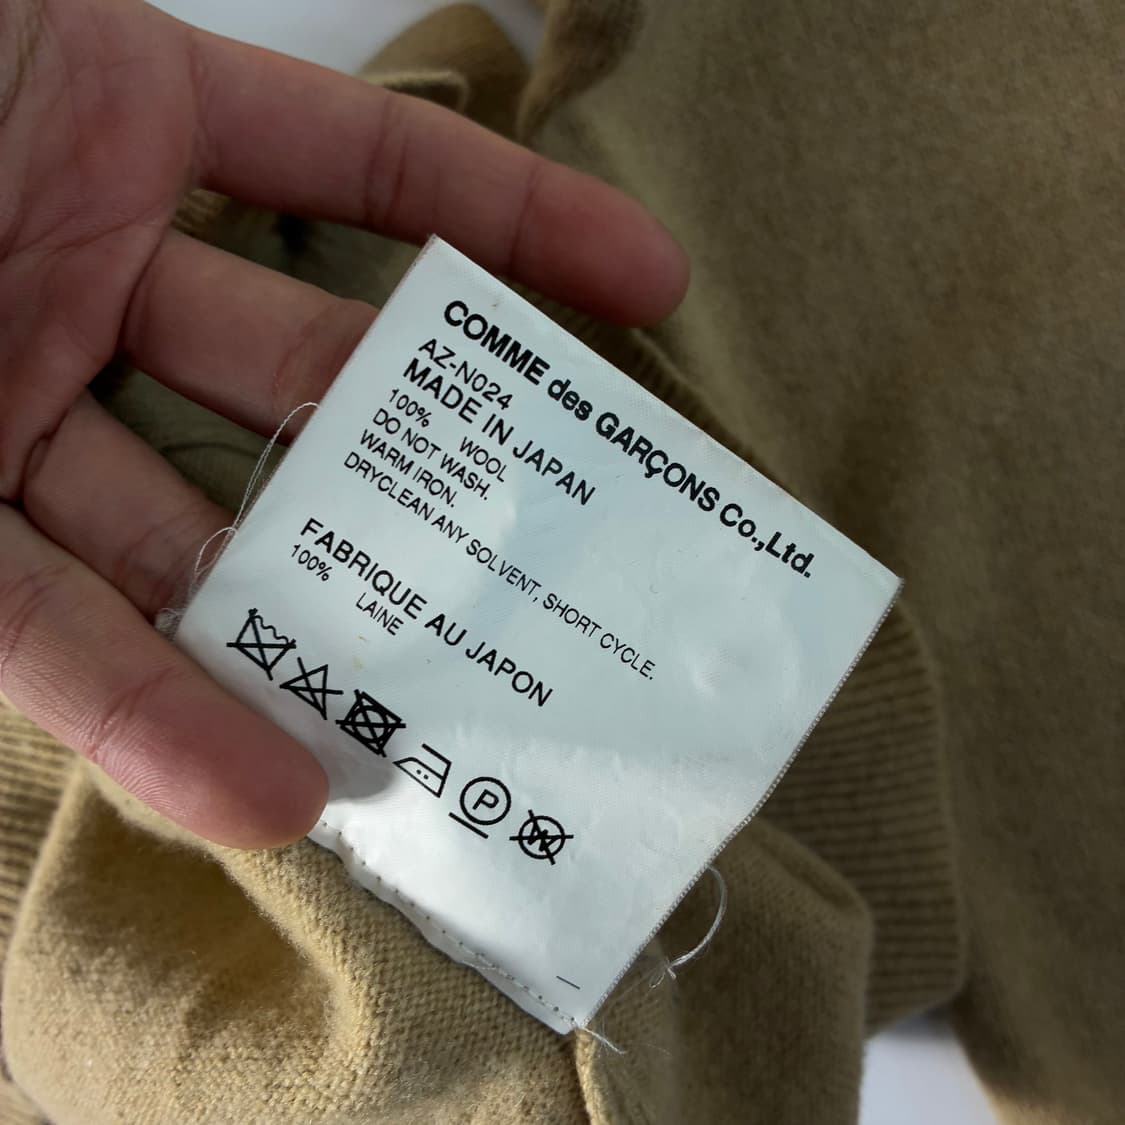 COMME des GARÇONS Co.,Ltd.
AZ-N024
MADE IN JAPAN
100% WOOL
DO NOT WASH.
WARM IRON.
DRYCLEAN ANY SOLVENT, SHORT CYCLE.
FABRIQUE AU JAPON
100% LAINE
P W